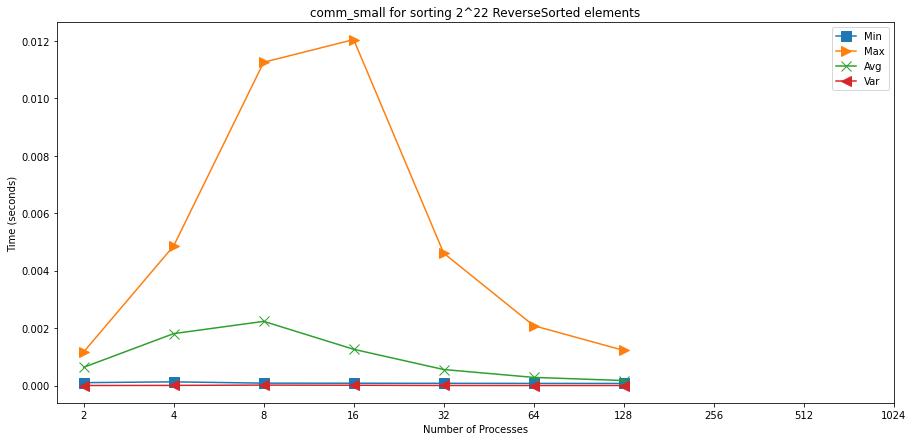 comm_small for sorting 2^22 ReverseSorted elements
Min
Max
Avg
Var
Time (seconds)
0.012
0.010
0.008
0.006
0.004
0.002
0.000
2 4 8 16 32 64 128 256 512 1024
Number of Processes